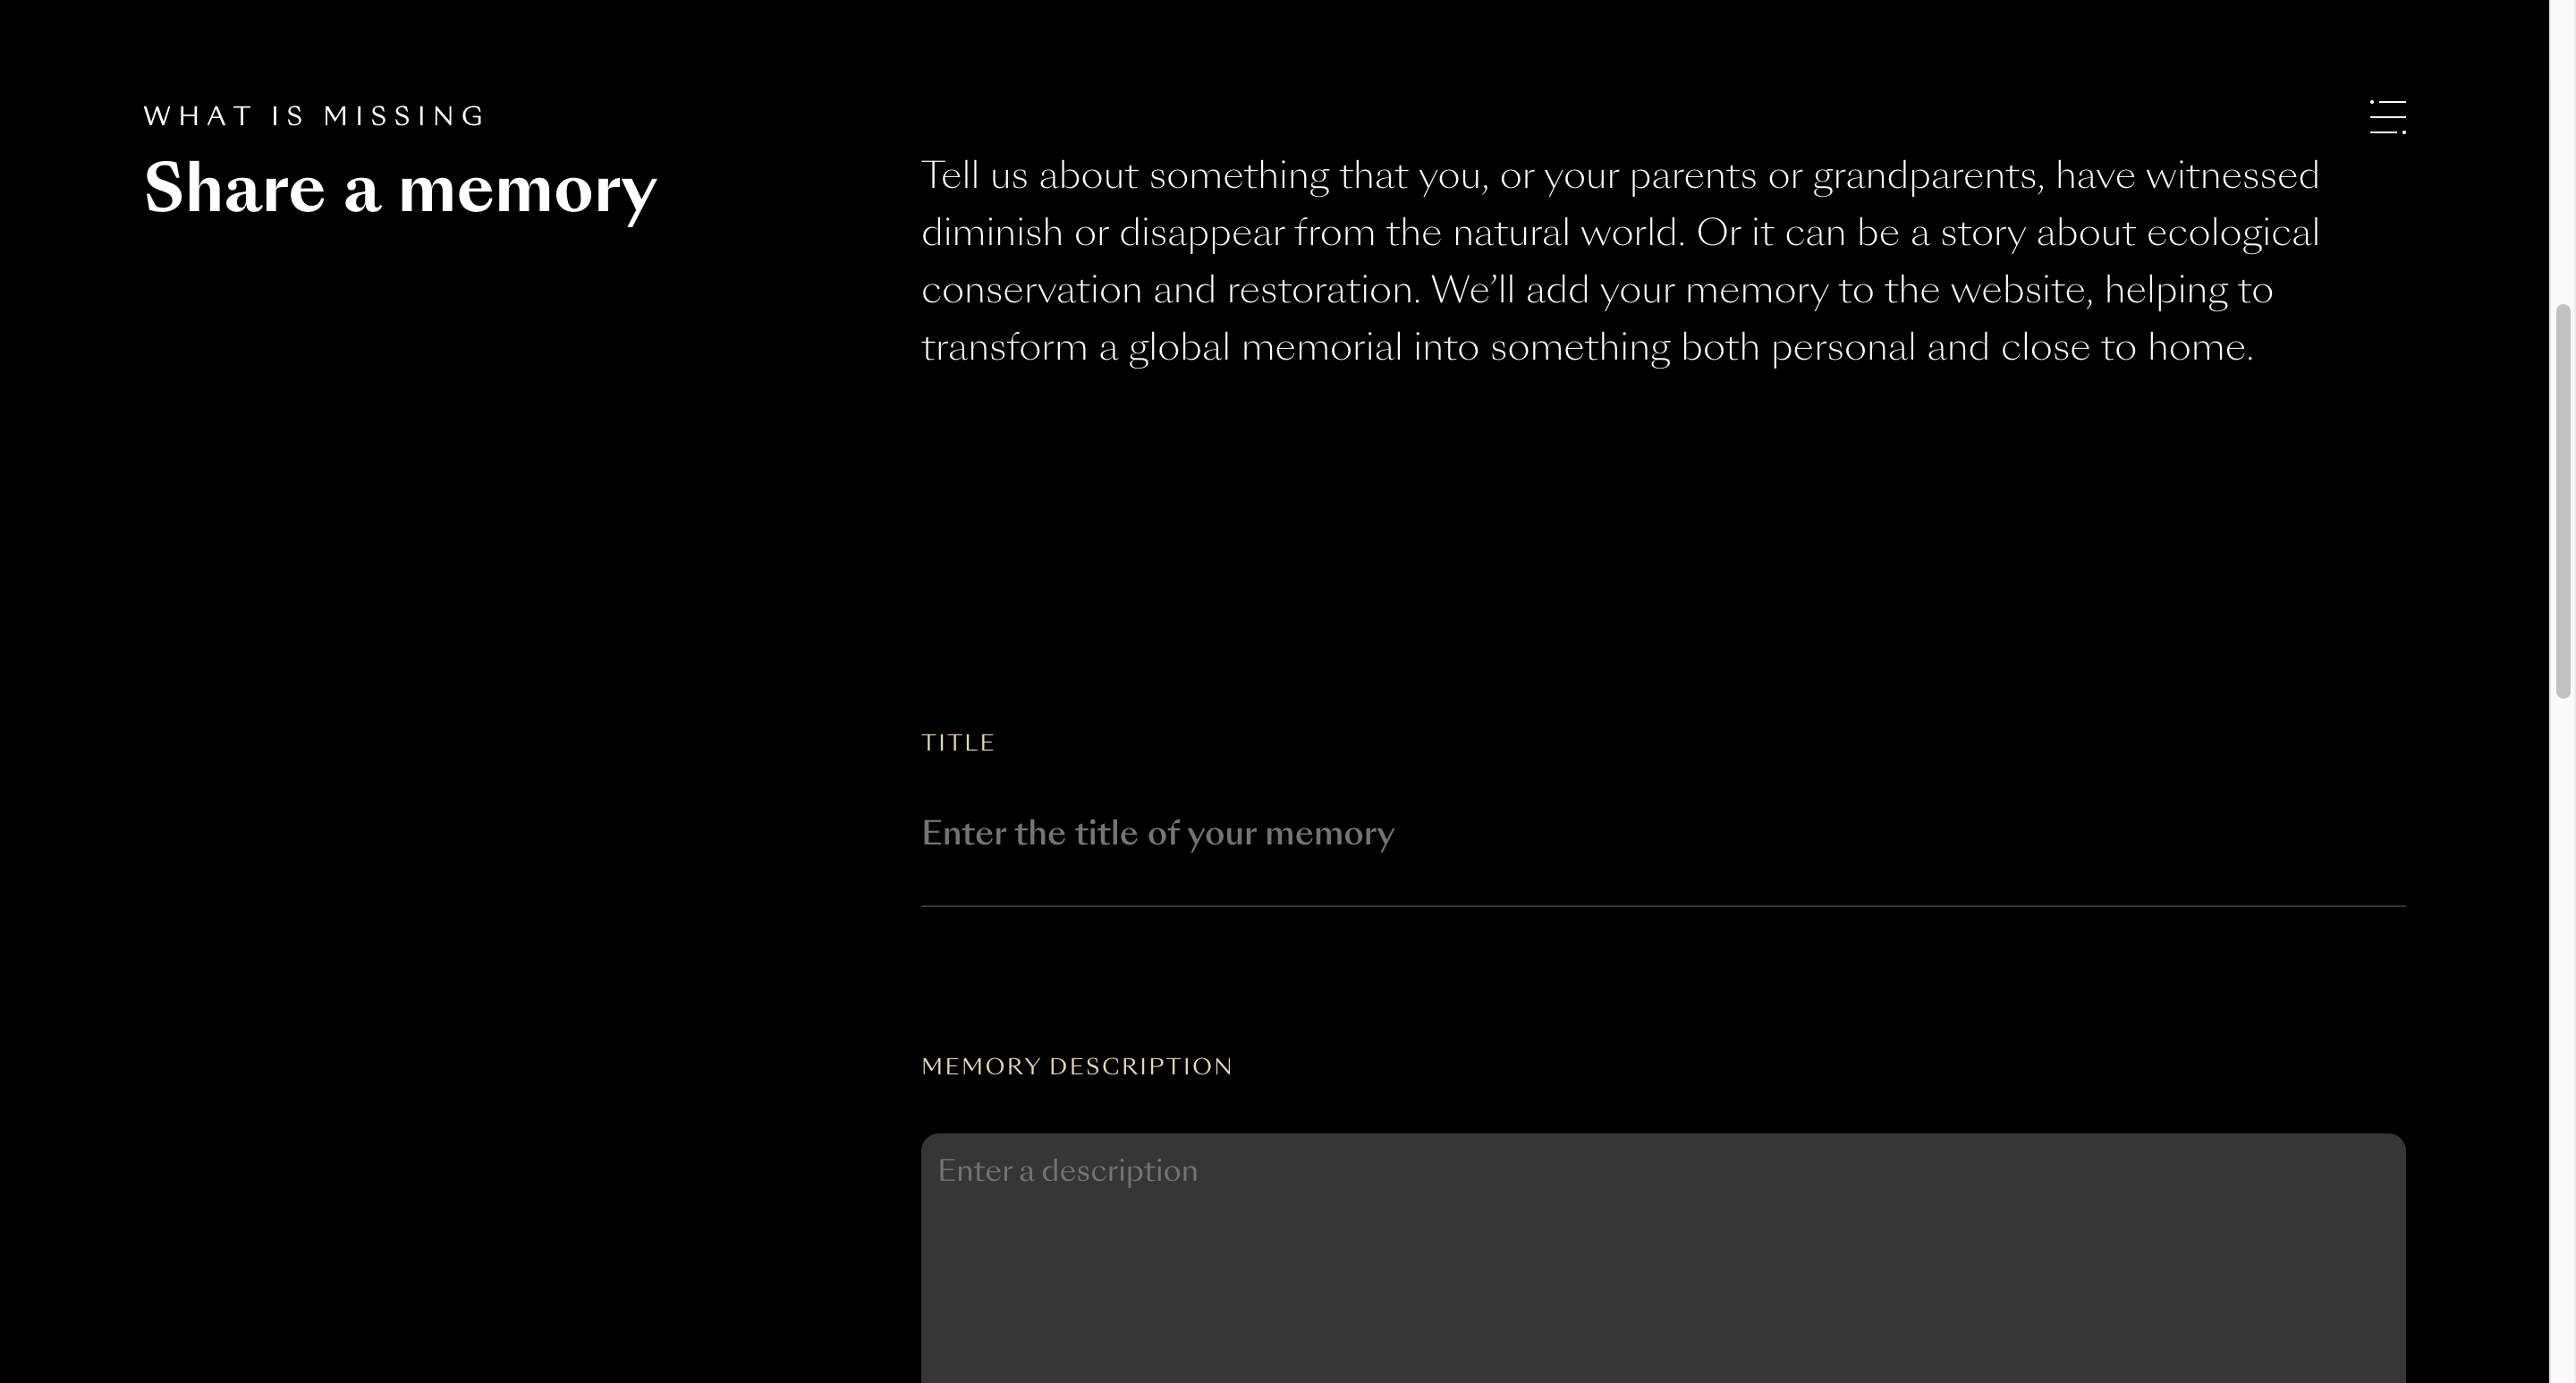 WHAT IS MISSING
Share a memory
Tell us about something that you, or your parents or grandparents, have witnessed
diminish or disappear from the natural world. Or it can be a story about ecological
conservation and restoration. We’ll add your memory to the website, helping to
transform a global memorial into something both personal and close to home.
TITLE
Enter the title of your memory
MEMORY DESCRIPTION
Enter a description